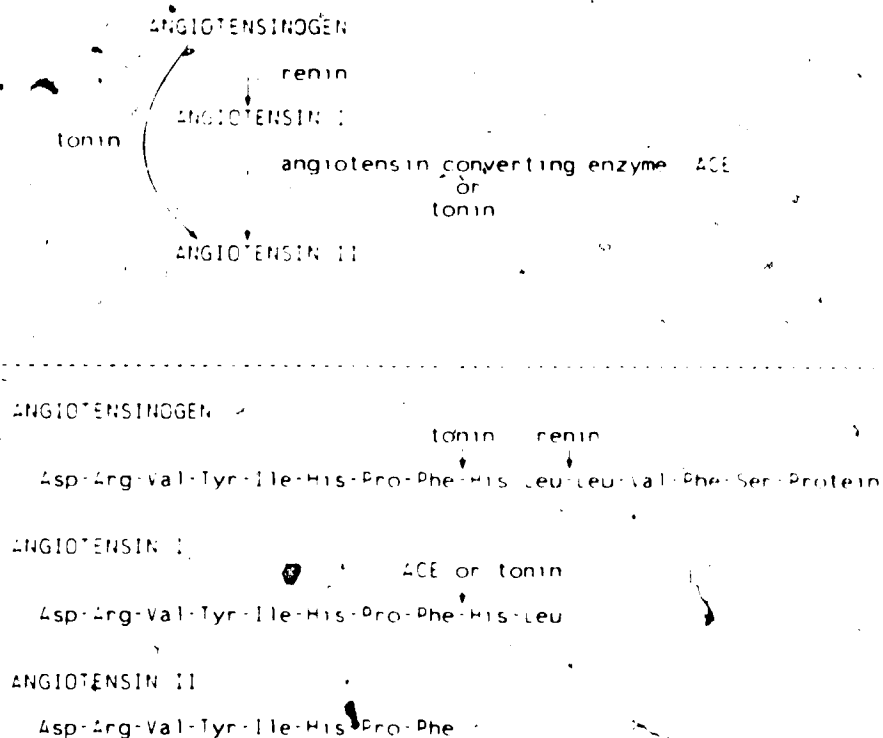 ANGIOTENSINOGEN
renin
ANGIOTENSIN I
tonin
angiotensin converting enzyme ACE
or
tonin
ANGIOTENSIN II
ANGIOTENSINOGEN
tonin renin
Asp-Arg-Val-Tyr-Ile-His-Pro-Phe-His-Leu-Leu-Val-Phe-Ser-Protein
ANGIOTENSIN I
ACE or tonin
Asp-Arg-Val-Tyr-Ile-His-Pro-Phe-His-Leu
ANGIOTENSIN II
Asp-Arg-Val-Tyr-Ile-His-Pro-Phe